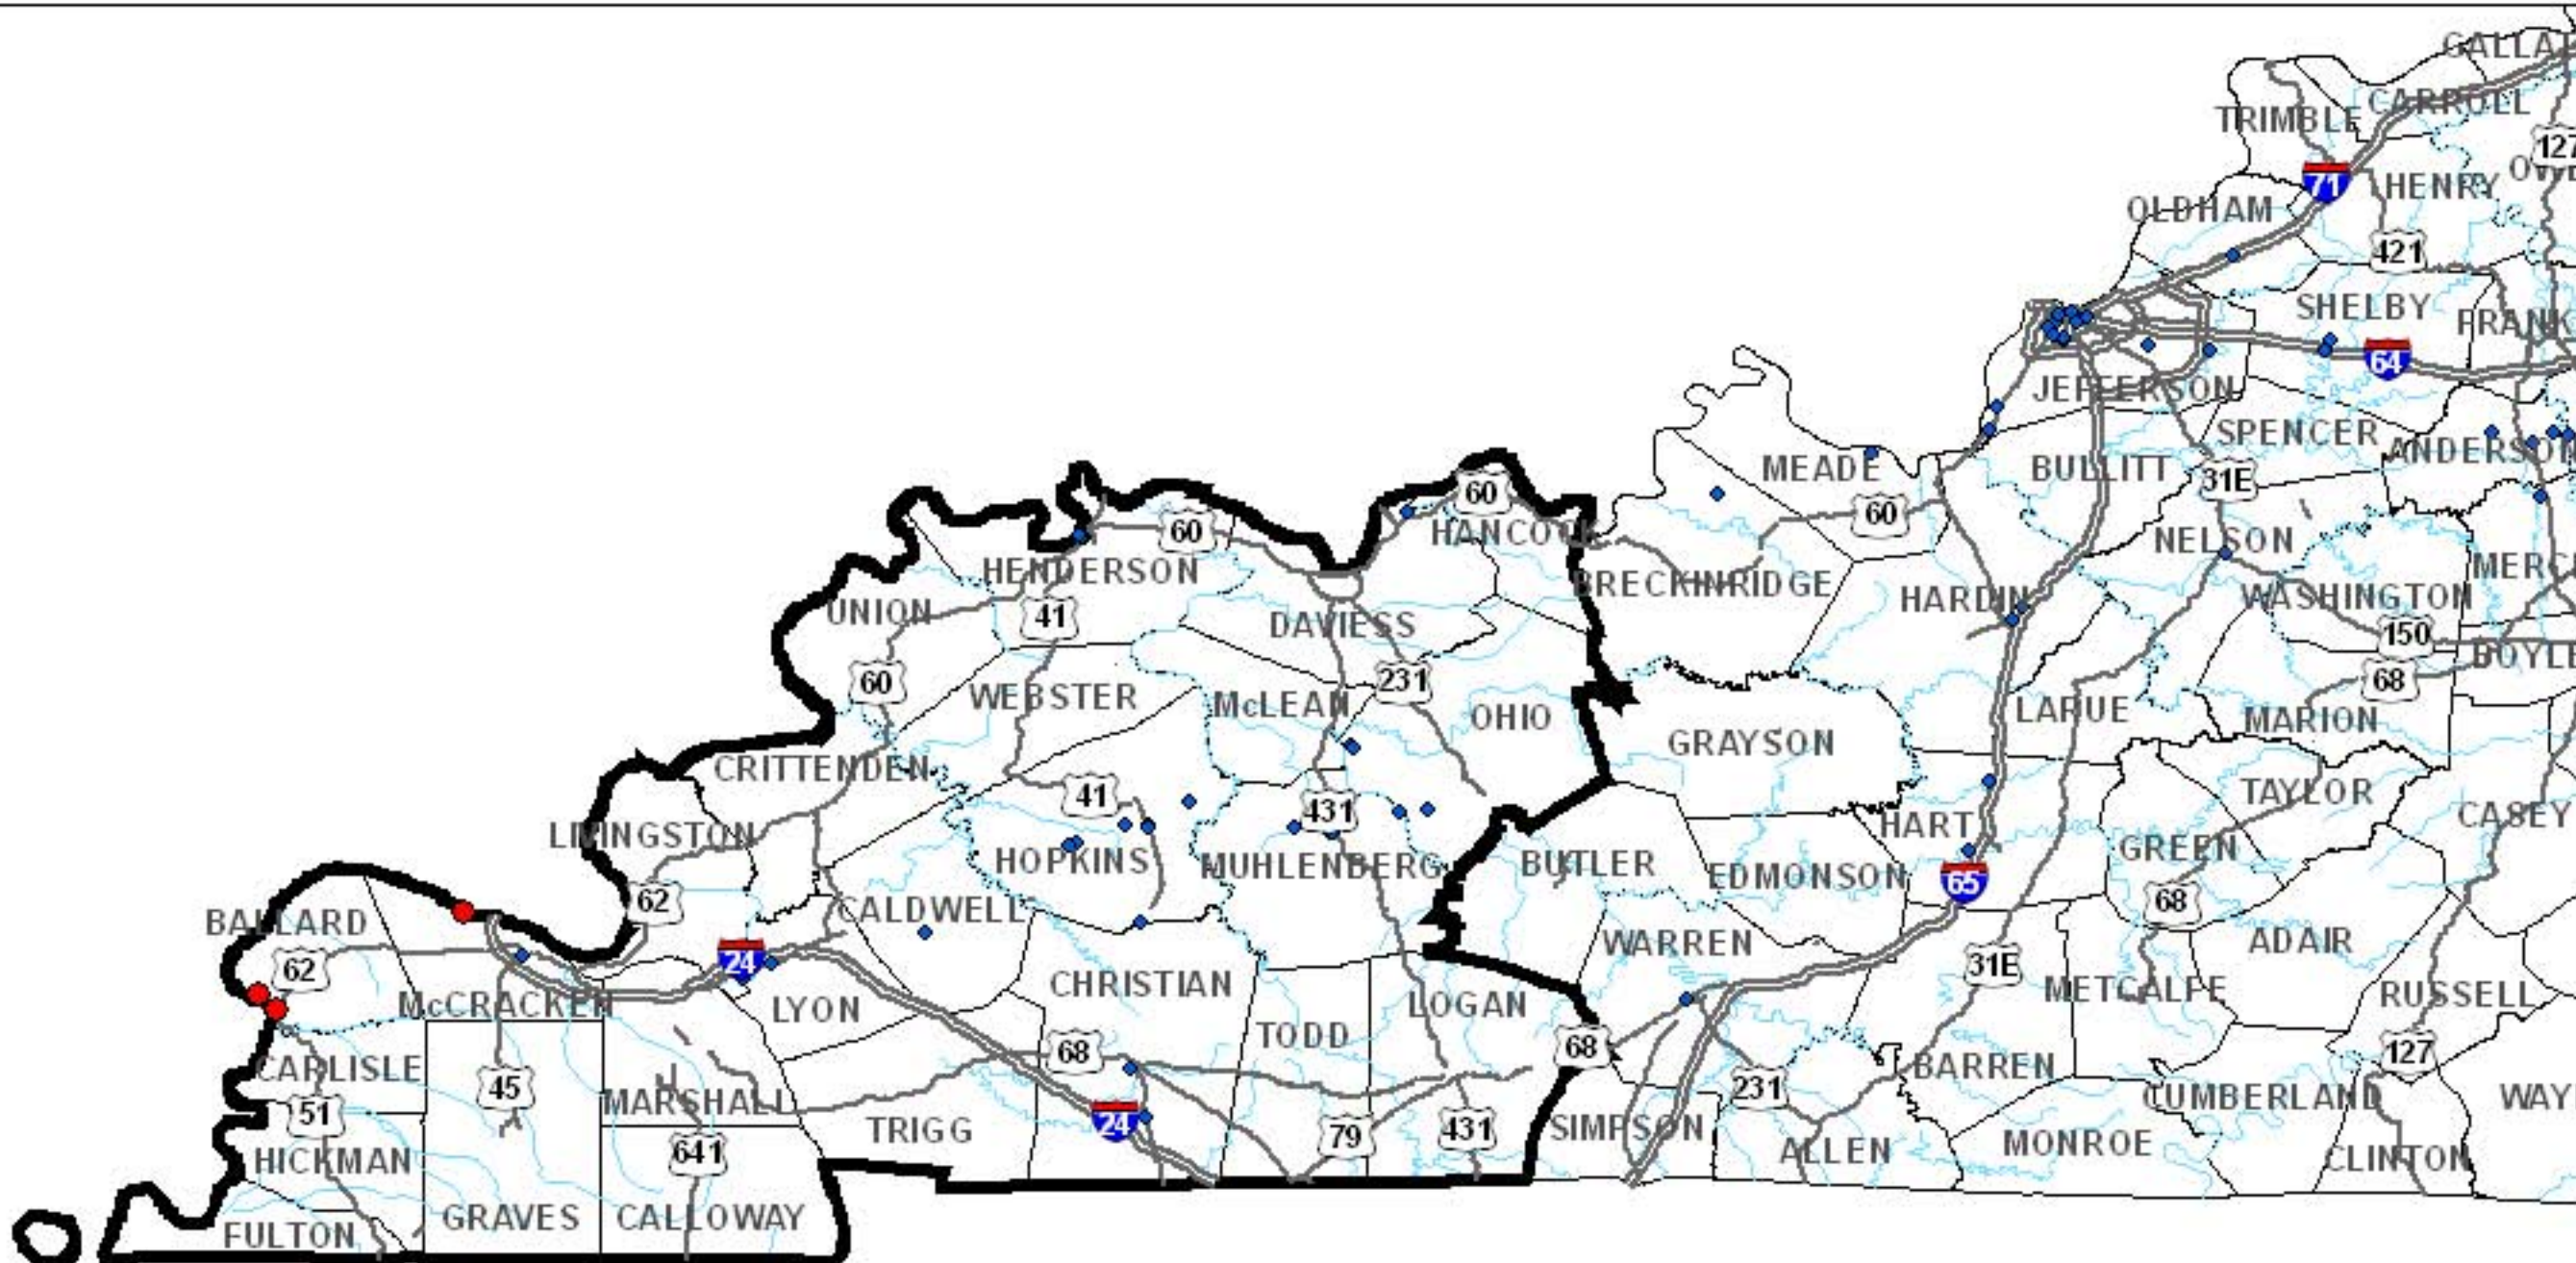 GALLAT
CARROLL
TRIMBLE
127
71
HENRY
OLDHAM
421
SHELBY
FRANK
64
JEFFERSON
SPENCER
ANDERSON
MEADE
BULLITT
31E
60
60
60
HANCOCK
NELSON
MERC
HENDERSON
BRECKINRIDGE
HARDIN
WASHINGTON
UNION
41
DAVIESS
150
BOYLE
60
231
68
WEBSTER
McLEAN
OHIO
LARUE
MARION
GRAYSON
CRITTENDEN
41
431
TAYLOR
CASEY
LIVINGSTON
HART
GREEN
HOPKINS
MUHLENBERG
BUTLER
EDMONSON
65
62
68
BALLARD
CALDWELL
WARREN
ADAIR
62
24
31E
CHRISTIAN
METCALFE
RUSSELL
McCRACKEN
LYON
LOGAN
TODD
68
68
127
CARLISLE
BARREN
45
231
MARSHALL
CUMBERLAND
WAY
51
24
TRIGG
79
431
SIMPSON
ALLEN
MONROE
HICKMAN
641
CLINTON
FULTON
GRAVES
CALLOWAY